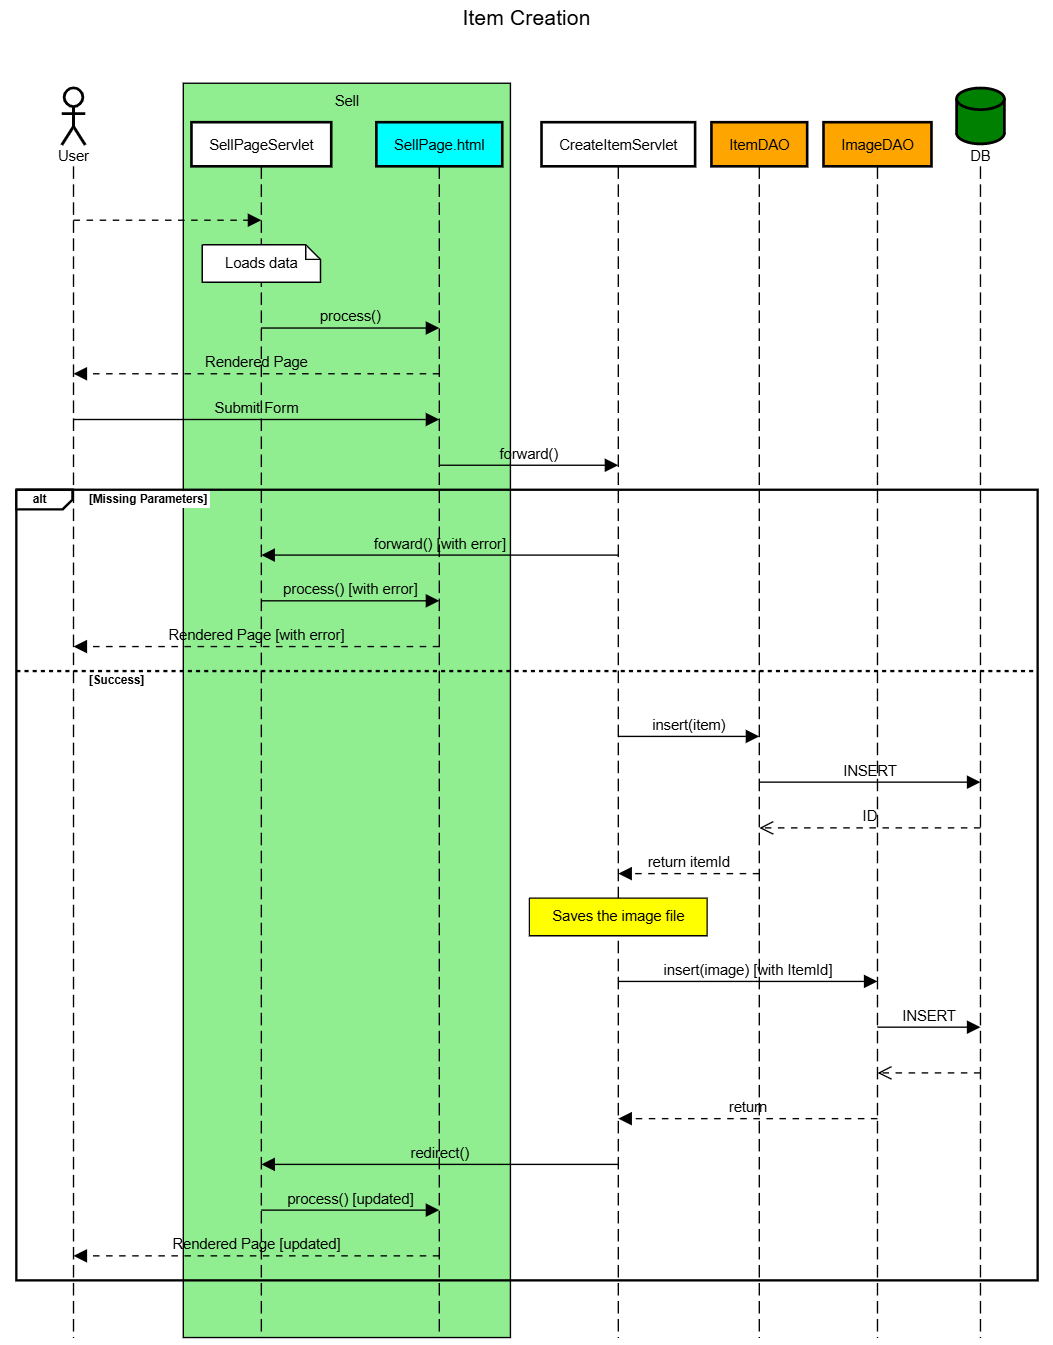 Item Creation
Sell
User
SellPageServlet
SellPage.html
CreateItemServlet
ItemDAO
ImageDAO
DB
Loads data
process()
Rendered Page
Submit Form
forward()
alt
[Missing Parameters]
forward() [with error]
process() [with error]
Rendered Page [with error]
[Success]
insert(item)
INSERT
ID
return itemId
Saves the image file
insert(image) [with ItemId]
INSERT
return
redirect()
process() [updated]
Rendered Page [updated]